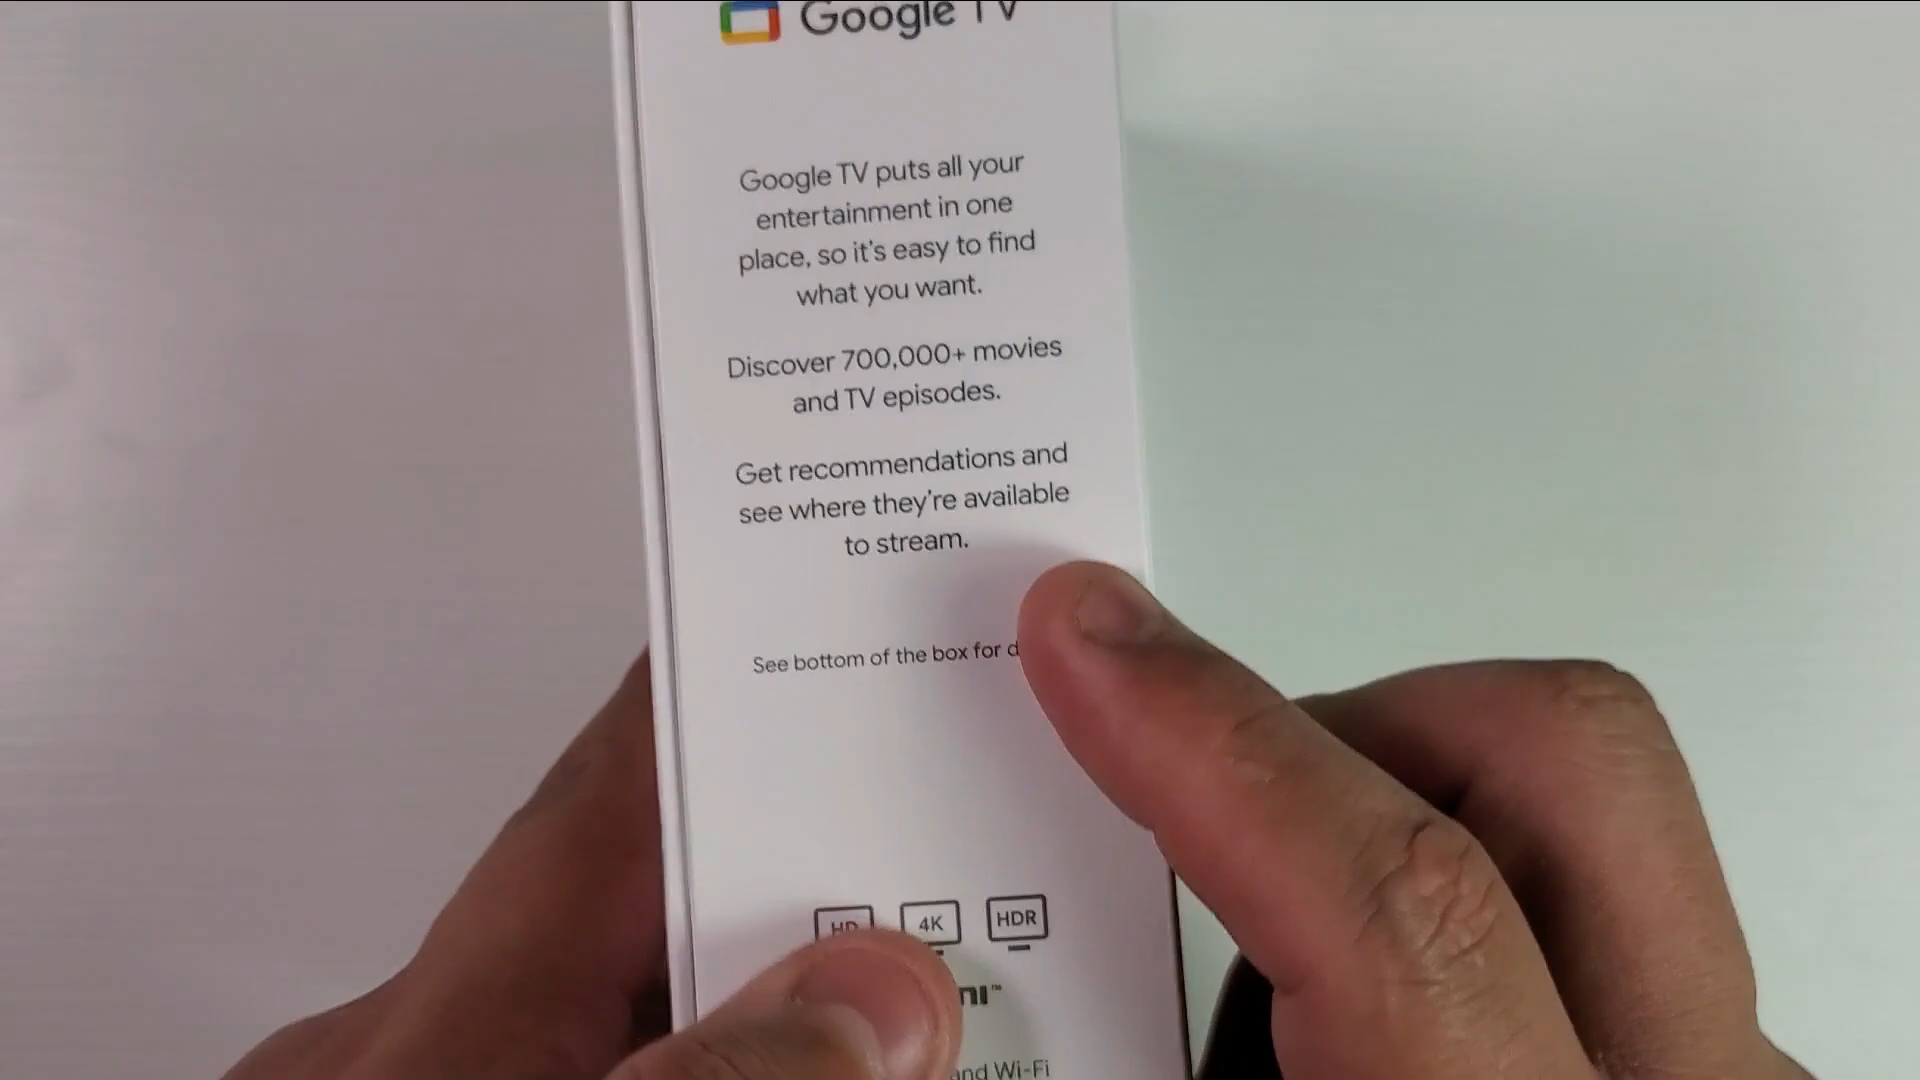 Google TV
Google TV puts all your
entertainment in one
place, so it's easy to find
what you want.
Discover 700,000+ movies
and TV episodes.
Get recommendations and
see where they're available
to stream.
See bottom of the box for
HD 4K HDR
and Wi-Fi